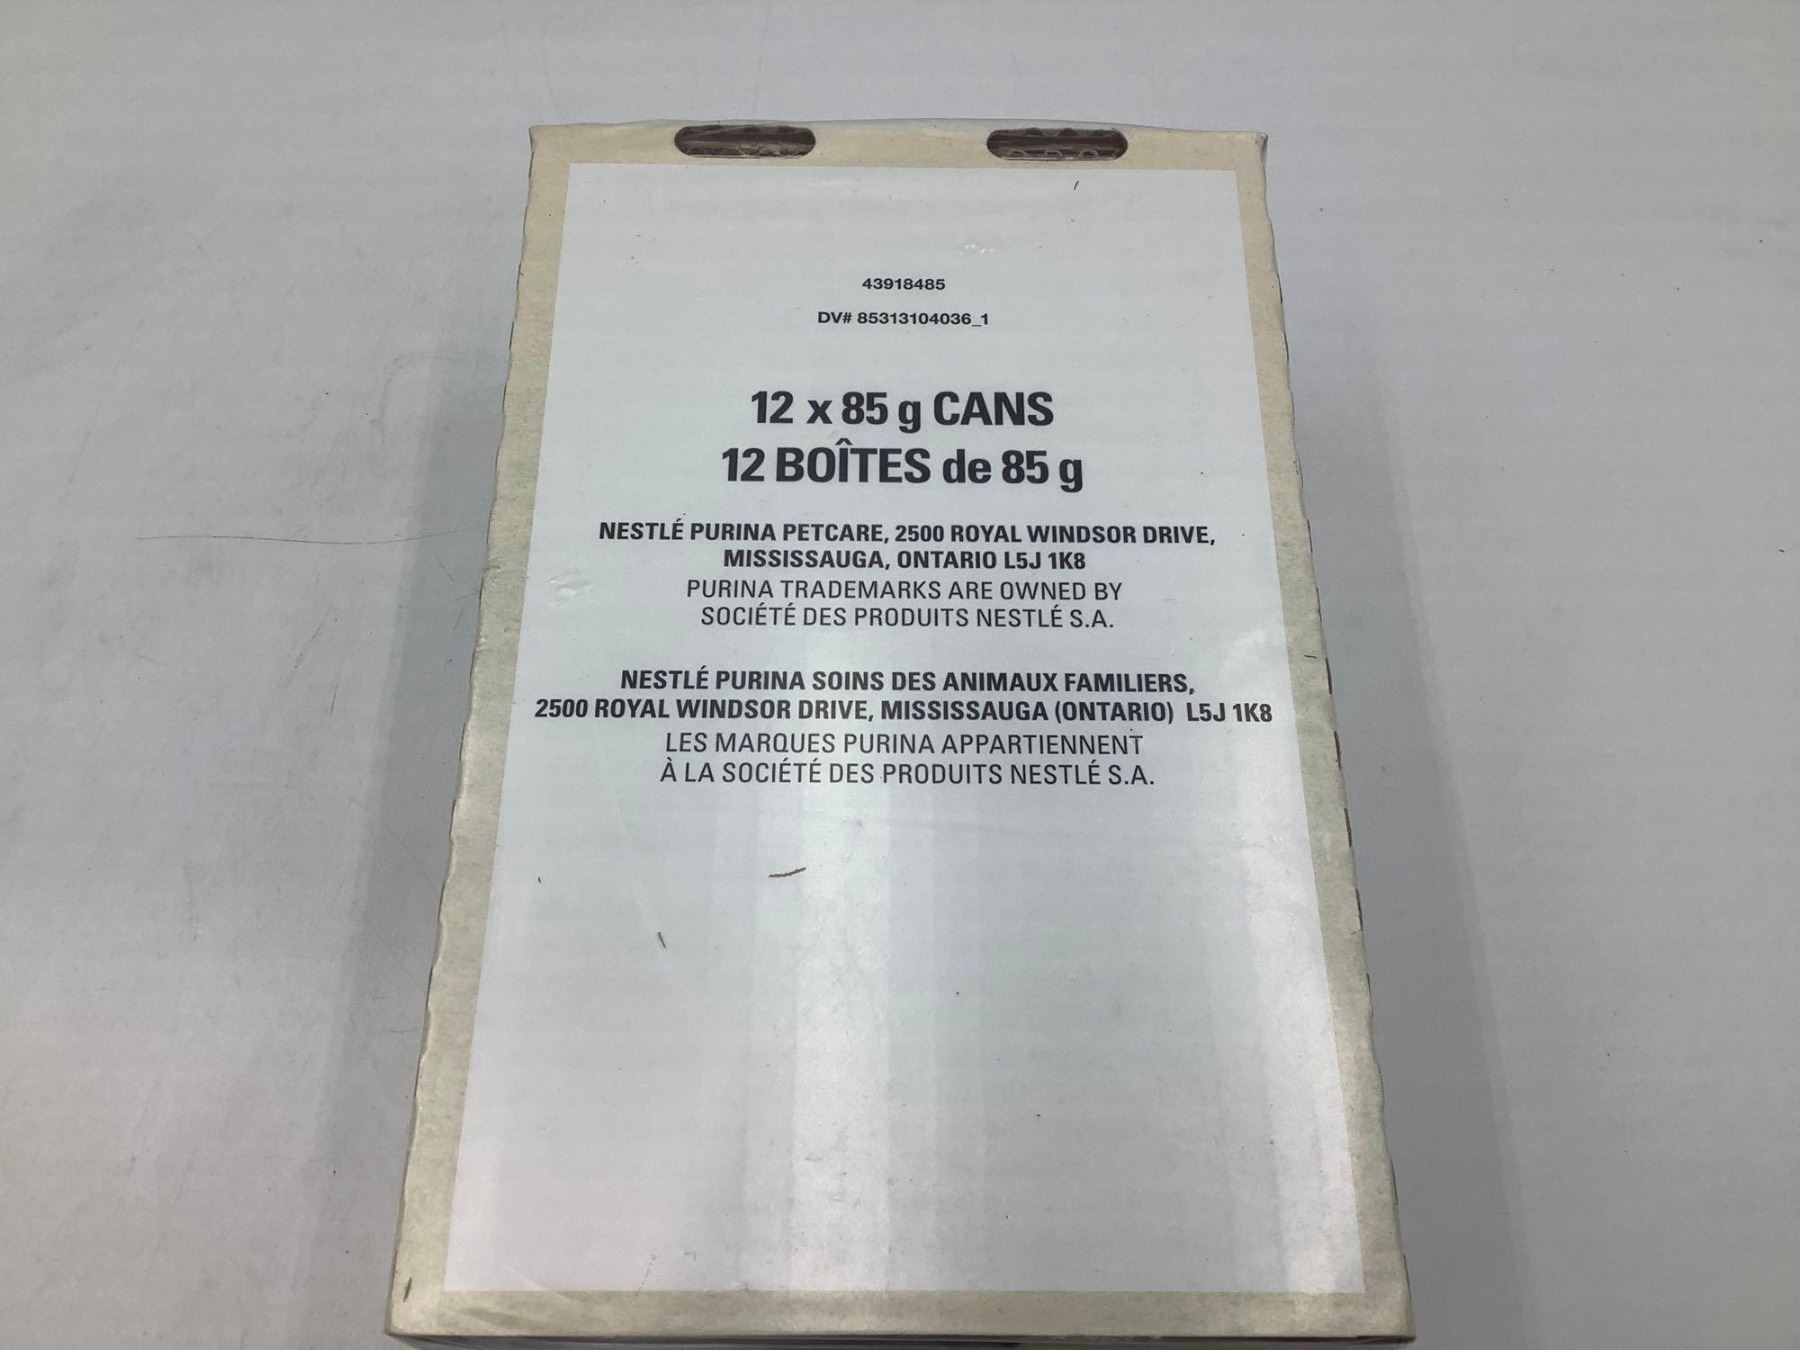 43918485
DV# 85313104036_1
12 x 85 g CANS
12 BOÎTES de 85 g
NESTLÉ PURINA PETCARE, 2500 ROYAL WINDSOR DRIVE,
MISSISSAUGA, ONTARIO L5J 1K8
PURINA TRADEMARKS ARE OWNED BY
SOCIÉTÉ DES PRODUITS NESTLÉ S.A.
NESTLÉ PURINA SOINS DES ANIMAUX FAMILIERS,
2500 ROYAL WINDSOR DRIVE, MISSISSAUGA (ONTARIO) L5J 1K8
LES MARQUES PURINA APPARTIENNENT
À LA SOCIÉTÉ DES PRODUITS NESTLÉ S.A.